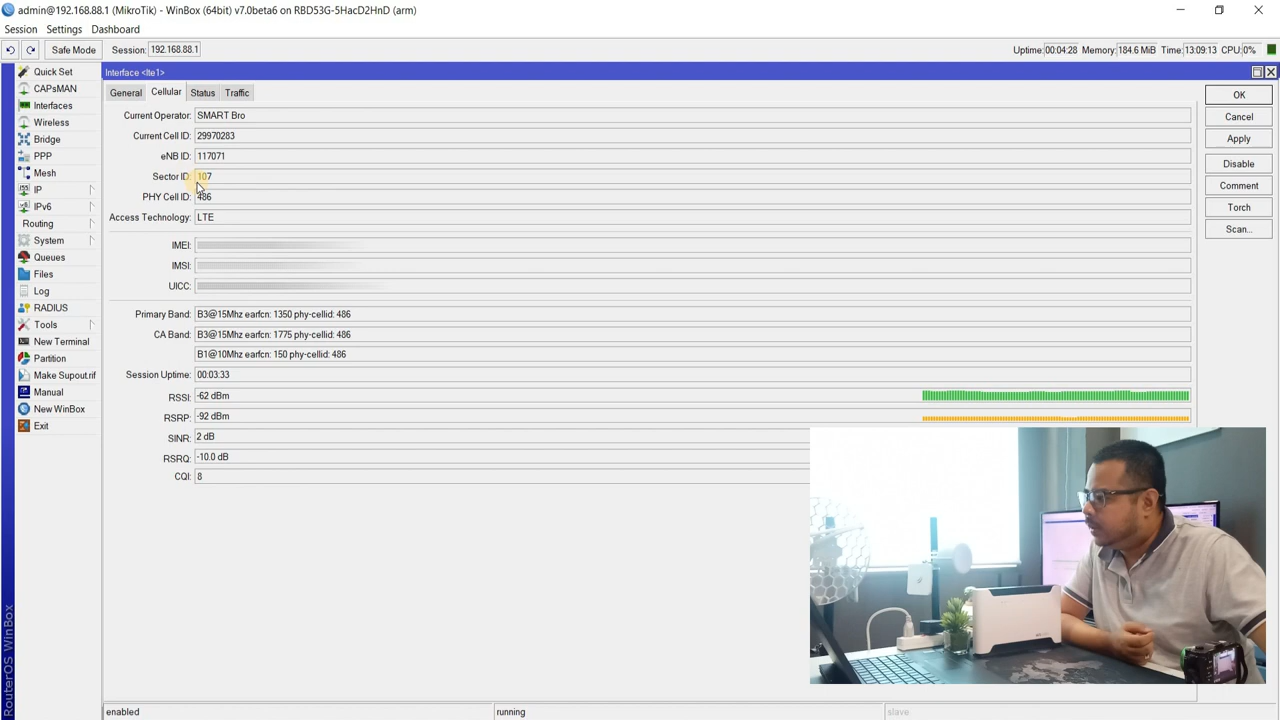 admin@192.168.88.1 (MikroTik) - WinBox (64bit) v7.0beta6 on RBD53G-5HacD2HnD (arm)
Session Settings Dashboard
Safe Mode Session: 192.168.88.1 Uptime: 00:04:28 Memory: 184.6 MiB Time: 13:09:13 CPU: 0%
Quick Set
CAPsMAN
Interfaces
Wireless
Bridge
PPP
Mesh
IP
IPv6
Routing
System
Queues
Files
Log
RADIUS
Tools
New Terminal
Partition
Make Supout.rif
Manual
New WinBox
Exit
RouterOS WinBox
Interface <lte1>
General Cellular Status Traffic
Current Operator: SMART Bro
Current Cell ID: 29970283
eNB ID: 117071
Sector ID: 107
PHY Cell ID: 486
Access Technology: LTE
IMEI:
IMSI:
UICC:
Primary Band: B3@15Mhz earfcn: 1350 phy-cellid: 486
CA Band: B3@15Mhz earfcn: 1775 phy-cellid: 486
B1@10Mhz earfcn: 150 phy-cellid: 486
Session Uptime: 00:03:33
RSSI: -62 dBm
RSRP: -92 dBm
SINR: 2 dB
RSRQ: -10.0 dB
CQI: 8
OK
Cancel
Apply
Disable
Comment
Torch
Scan...
enabled running slave